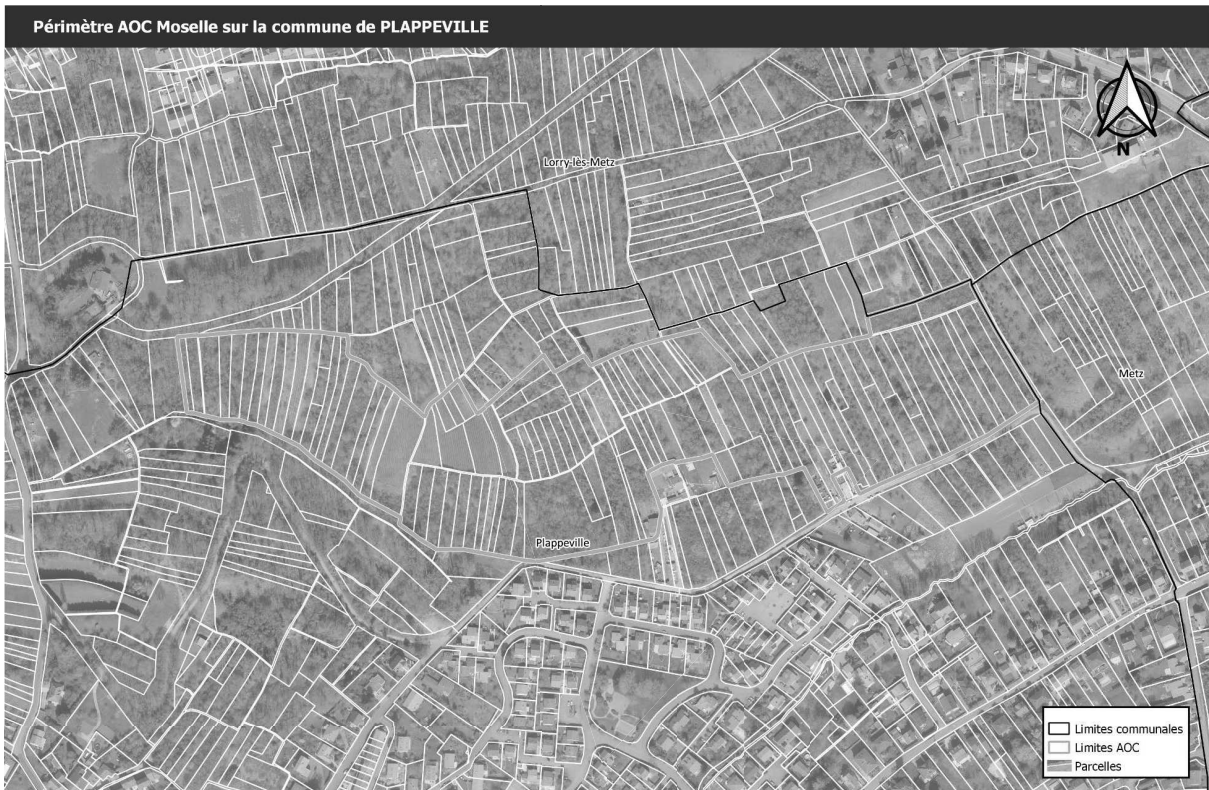 Périmètre AOC Moselle sur la commune de PLAPPEVILLE
N
Lorry-lès-Metz
Metz
Plappeville
Limites communales
Limites AOC
Parcelles